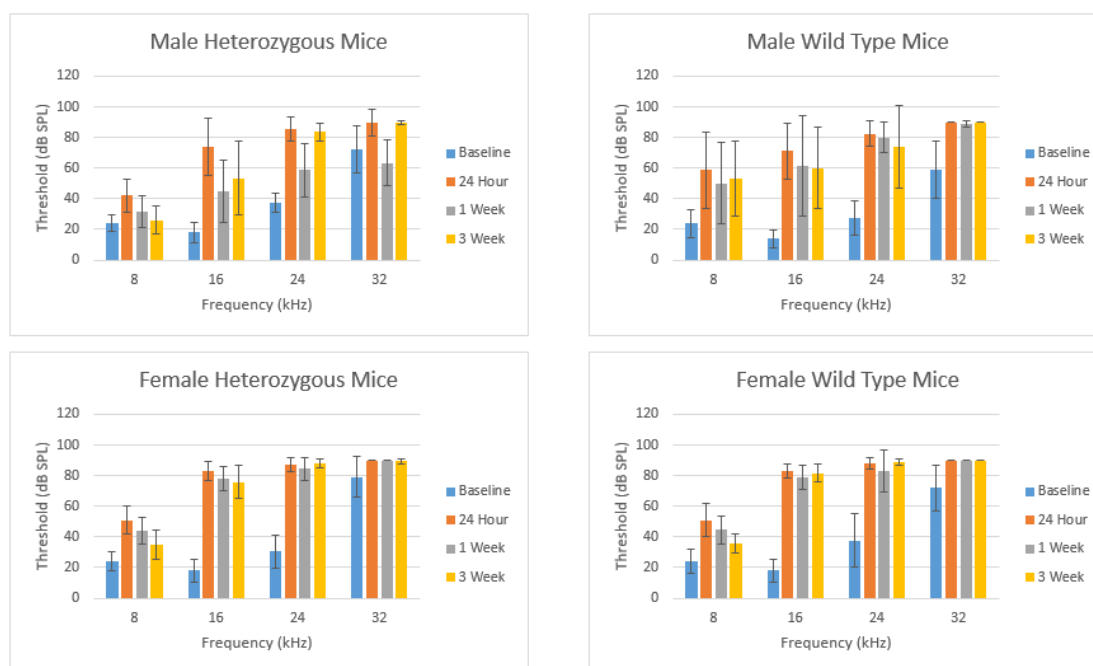 Male Heterozygous Mice
Threshold (dB SPL)
120
100
80
60
40
20
0
8 16 24 32
Frequency (kHz)
Baseline
24 Hour
1 Week
3 Week
Male Wild Type Mice
Threshold (dB SPL)
120
100
80
60
40
20
0
8 16 24 32
Frequency (kHz)
Baseline
24 Hour
1 Week
3 Week
Female Heterozygous Mice
Threshold (dB SPL)
120
100
80
60
40
20
0
8 16 24 32
Frequency (kHz)
Baseline
24 Hour
1 Week
3 Week
Female Wild Type Mice
Threshold (dB SPL)
120
100
80
60
40
20
0
8 16 24 32
Frequency (kHz)
Baseline
24 Hour
1 Week
3 Week